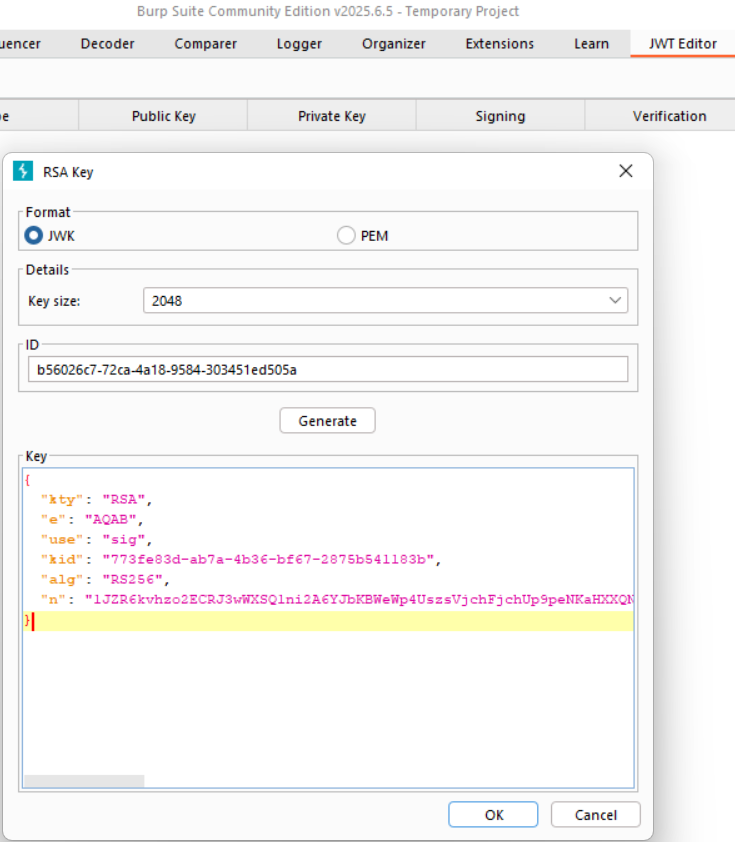 Burp Suite Community Edition v2025.6.5 - Temporary Project
uencer Decoder Comparer Logger Organizer Extensions Learn JWT Editor
e Public Key Private Key Signing Verification
RSA Key
Format
JWK PEM
Details
Key size: 2048
ID
b56026c7-72ca-4a18-9584-303451ed505a
Generate
Key
{
"kty": "RSA",
"e": "AQAB",
"use": "sig",
"kid": "773fe83d-ab7a-4b36-bf67-2875b541183b",
"alg": "RS256",
"n": "1JZR6kvhzo2ECRJ3wWXSQlni2A6YJbKBWeWp4UszsVjchFjchUp9peNKaHXXQN
}
OK Cancel